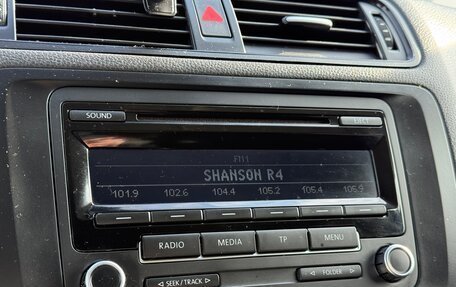 SOUND
EJECT
FM1
SHANSON R4
101.9 102.6 104.4 105.2 105.4 105.9
RADIO MEDIA TP MENU
SEEK / TRACK
FOLDER